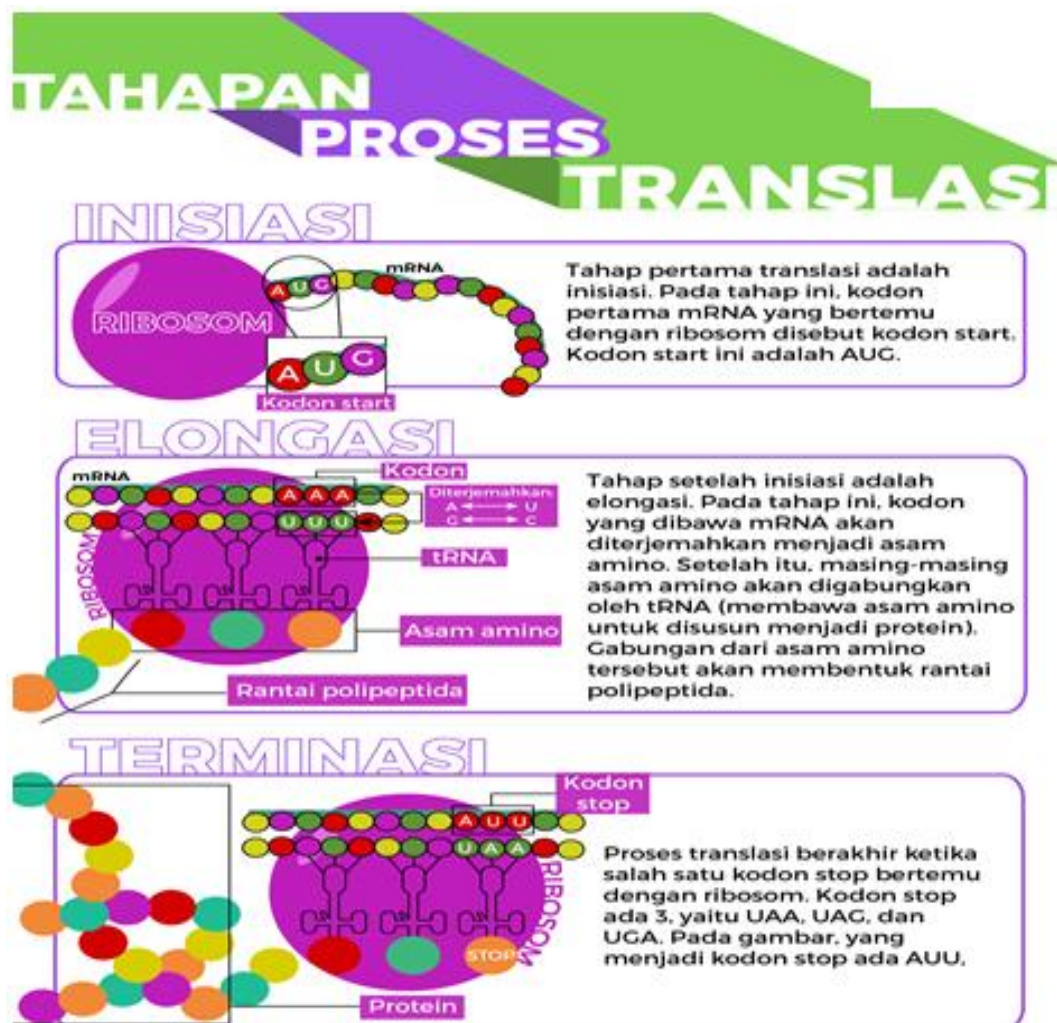 TAHAPAN
PROSES
TRANSLASI
INISIASI
RIBOSOM
A U G
mRNA
A U G
Kodon start
Tahap pertama translasi adalah
inisiasi. Pada tahap ini, kodon
pertama mRNA yang bertemu
dengan ribosom disebut kodon start.
Kodon start ini adalah AUG.
ELONGASI
mRNA
Kodon
A A A
Diterjemahkan:
A U
G C
U U U
RIBOSOM
tRNA
Asam amino
Rantai polipeptida
Tahap setelah inisiasi adalah
elongasi. Pada tahap ini, kodon
yang dibawa mRNA akan
diterjemahkan menjadi asam
amino. Setelah itu, masing-masing
asam amino akan digabungkan
oleh tRNA (membawa asam amino
untuk disusun menjadi protein).
Gabungan dari asam amino
tersebut akan membentuk rantai
polipeptida.
TERMINASI
Kodon
stop
A U U
U A A
RIBOSOM
STOP
Protein
Proses translasi berakhir ketika
salah satu kodon stop bertemu
dengan ribosom. Kodon stop
ada 3, yaitu UAA, UAG, dan
UGA. Pada gambar, yang
menjadi kodon stop ada AUU.